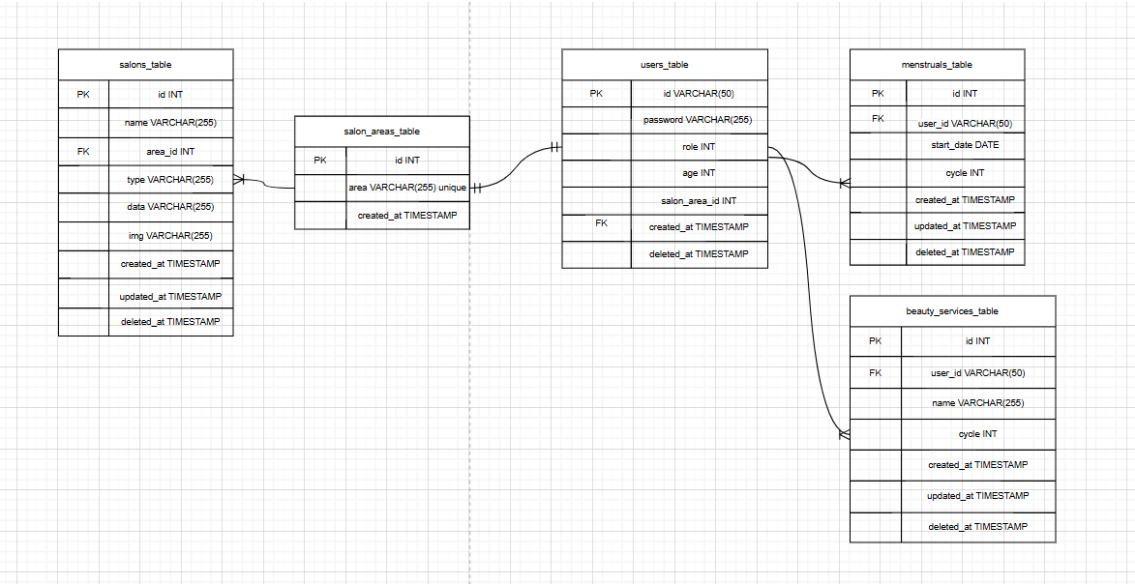 salons_table
PK id INT
name VARCHAR(255)
FK area_id INT
type VARCHAR(255)
data VARCHAR(255)
img VARCHAR(255)
created_at TIMESTAMP
updated_at TIMESTAMP
deleted_at TIMESTAMP
salon_areas_table
PK id INT
area VARCHAR(255) unique
created_at TIMESTAMP
users_table
PK id VARCHAR(50)
password VARCHAR(255)
role INT
age INT
salon_area_id INT
FK created_at TIMESTAMP
deleted_at TIMESTAMP
menstruals_table
PK id INT
FK user_id VARCHAR(50)
start_date DATE
cycle INT
created_at TIMESTAMP
updated_at TIMESTAMP
deleted_at TIMESTAMP
beauty_services_table
PK id INT
FK user_id VARCHAR(50)
name VARCHAR(255)
cycle INT
created_at TIMESTAMP
updated_at TIMESTAMP
deleted_at TIMESTAMP